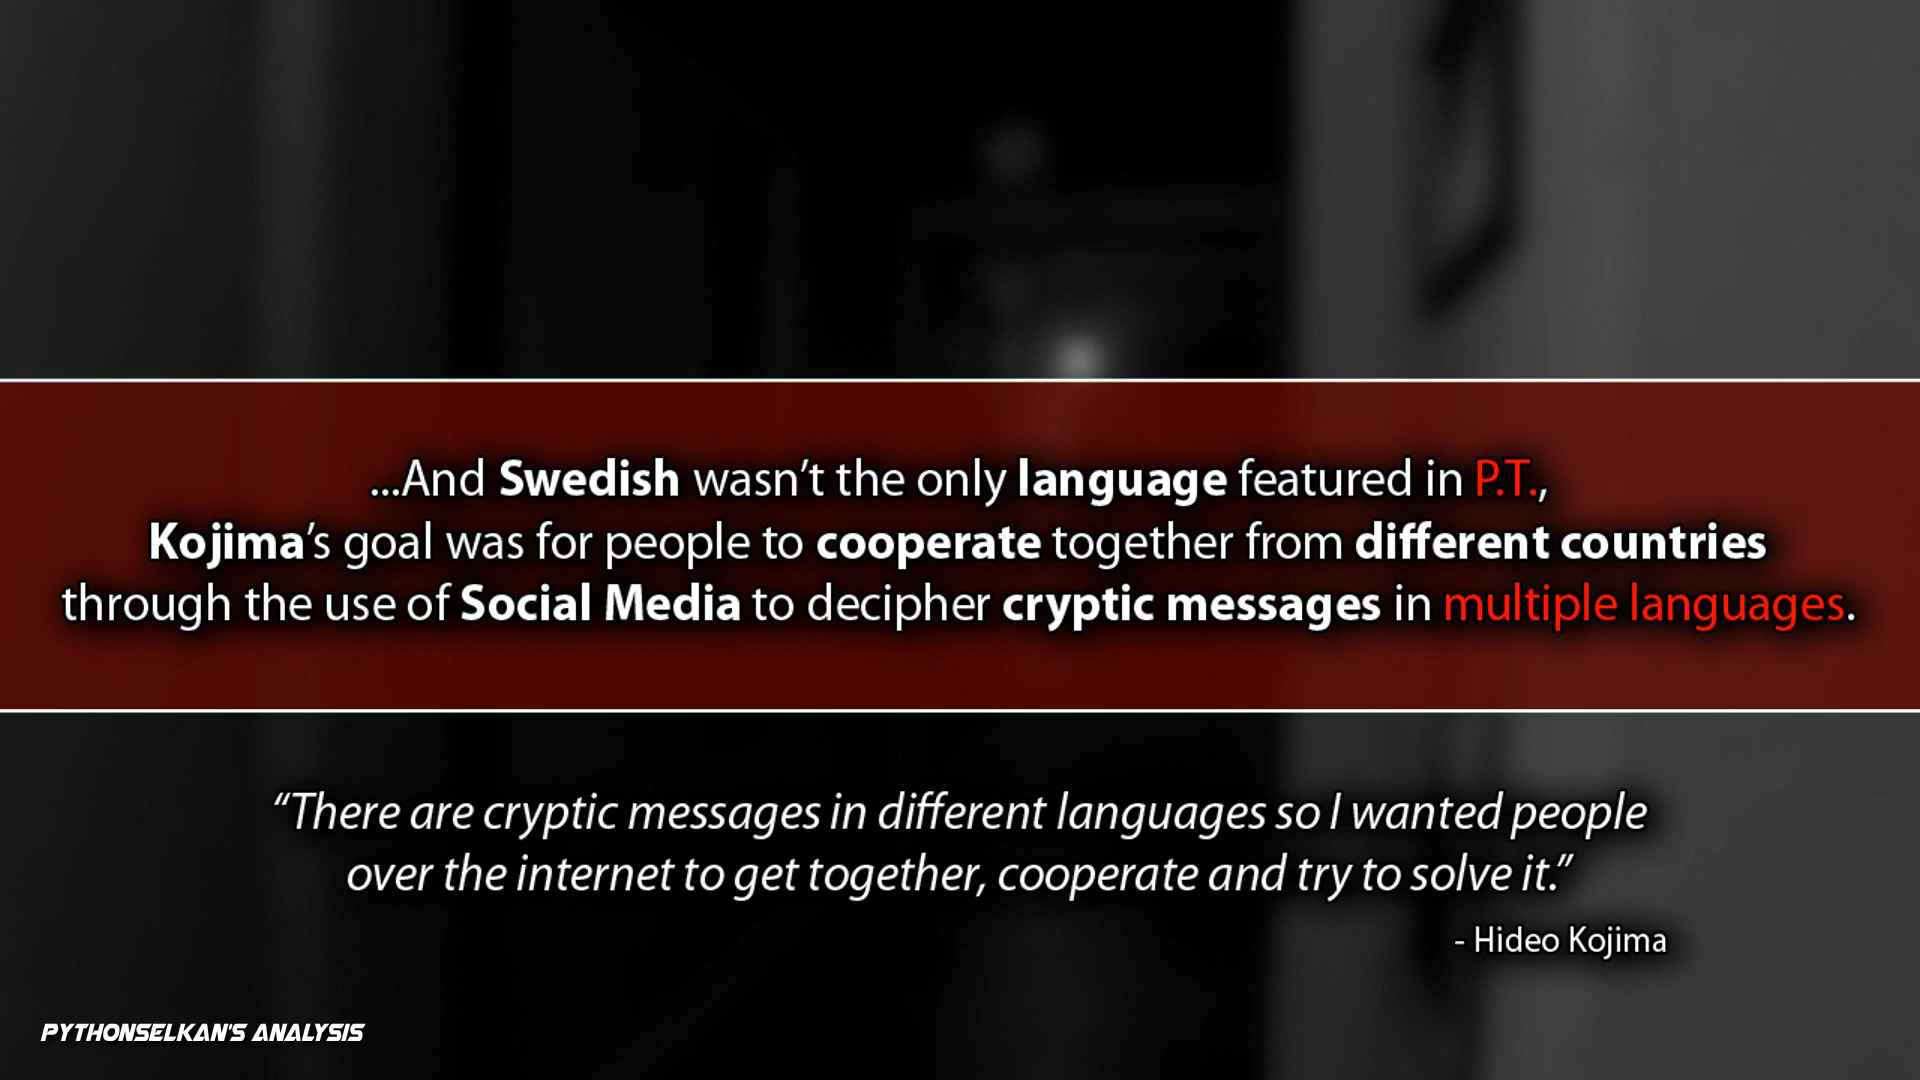 ...And Swedish wasn’t the only language featured in P.T.,
Kojima’s goal was for people to cooperate together from different countries
through the use of Social Media to decipher cryptic messages in multiple languages.
“There are cryptic messages in different languages so I wanted people
over the internet to get together, cooperate and try to solve it.”
- Hideo Kojima
PYTHONSELKAN'S ANALYSIS